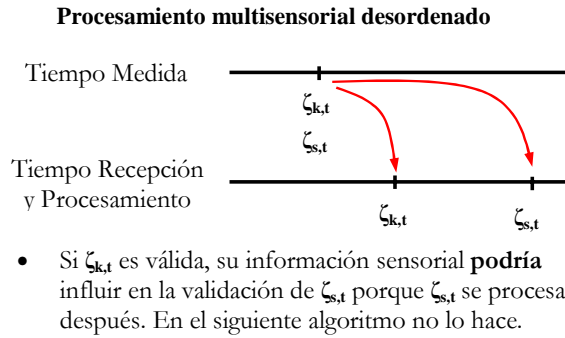 Procesamiento multisensorial desordenado
Tiempo Medida
ζk,t
ζs,t
Tiempo Recepción
y Procesamiento
ζk,t
ζs,t
• Si ζk,t es válida, su información sensorial podría
influir en la validación de ζs,t porque ζs,t se procesa
después. En el siguiente algoritmo no lo hace.